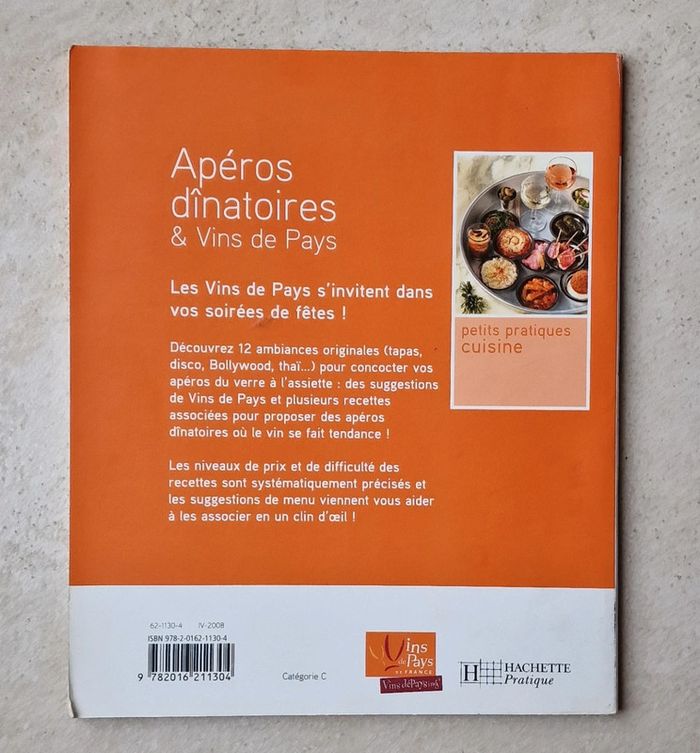 Apéros
dînatoires
& Vins de Pays
Les Vins de Pays s'invitent dans
vos soirées de fêtes !
Découvrez 12 ambiances originales (tapas,
disco, Bollywood, thaï...) pour concocter vos
apéros du verre à l'assiette : des suggestions
de Vins de Pays et plusieurs recettes
associées pour proposer des apéros
dînatoires où le vin se fait tendance !
Les niveaux de prix et de difficulté des
recettes sont systématiquement précisés et
les suggestions de menu viennent vous aider
à les associer en un clin d'œil !
petits pratiques
cuisine
62-1130-4 IV-2008
ISBN 978-2-0162-1130-4
9 782016 211304
Catégorie C
Vins
de Pays
DE FRANCE
H HACHETTE
Pratique